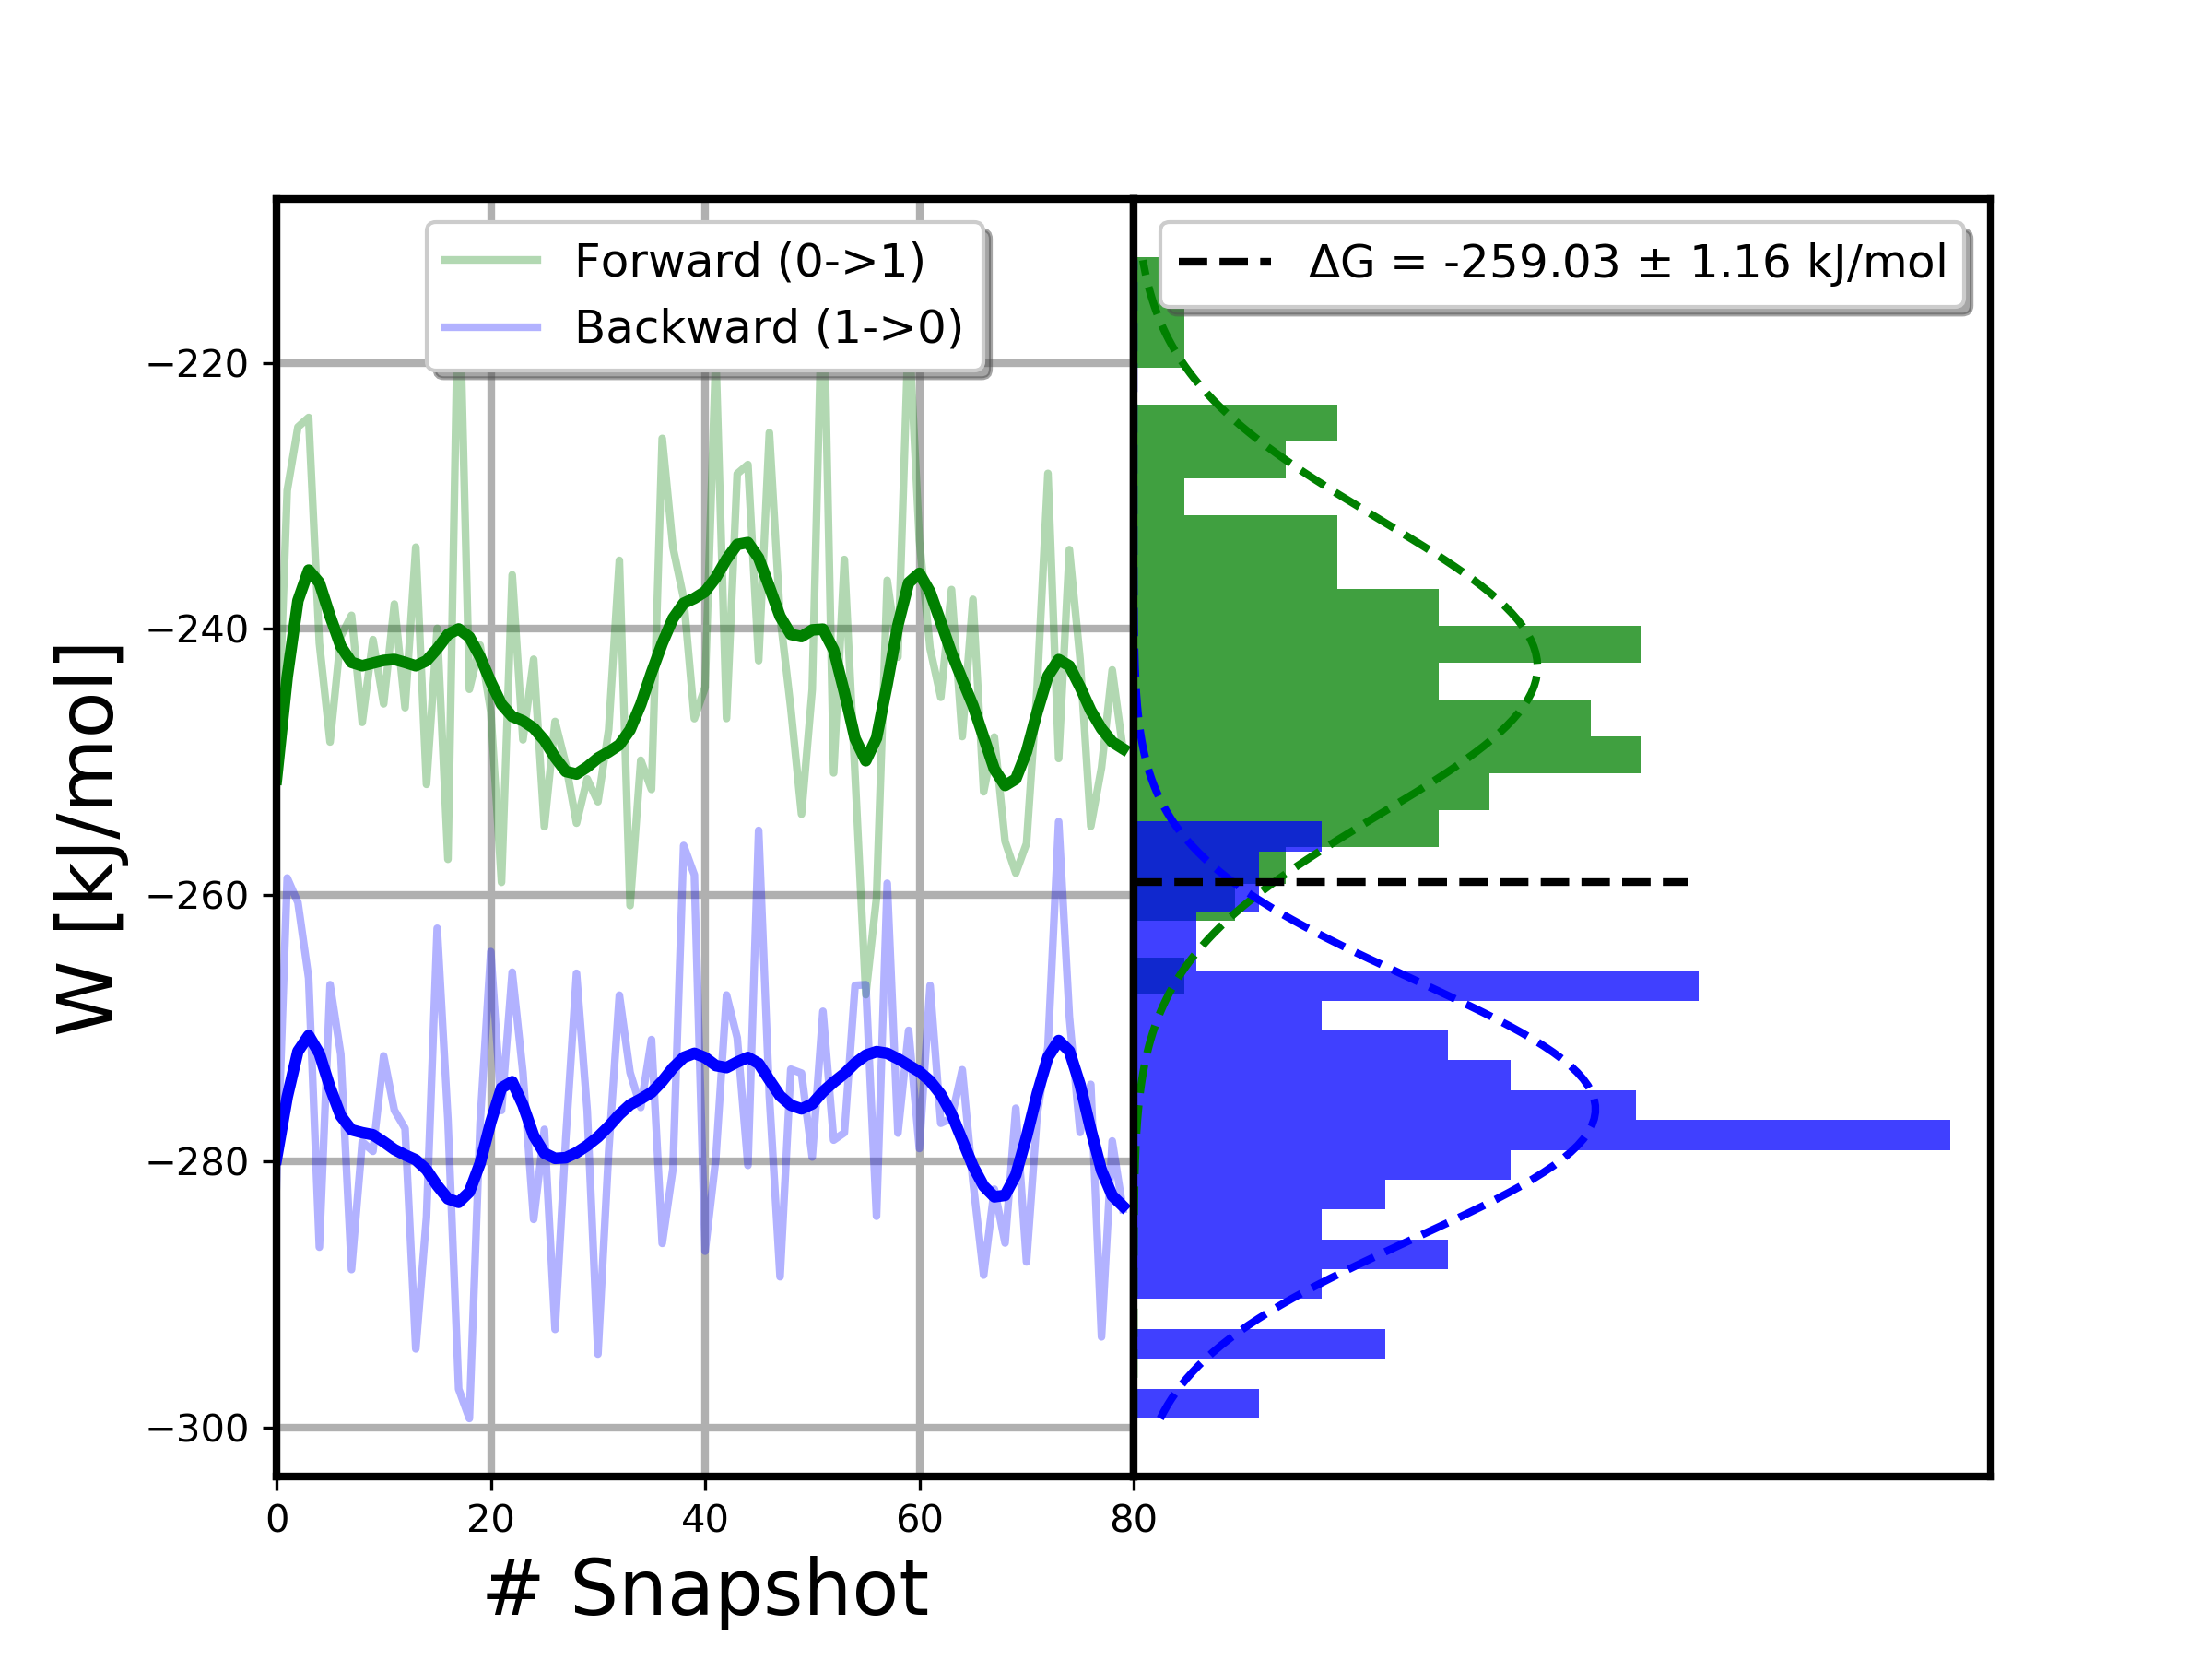 Forward (0->1)
Backward (1->0)
ΔG = -259.03 ± 1.16 kJ/mol
W [kJ/mol]
−220
−240
−260
−280
−300
0 20 40 60 80
# Snapshot